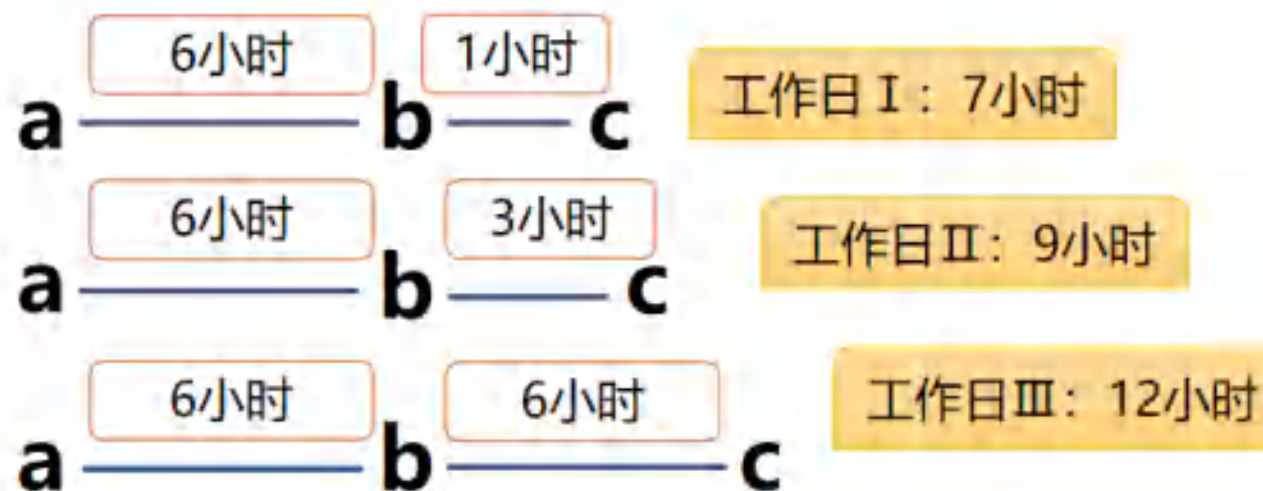 6小时 1小时
a b c 工作日Ⅰ：7小时
6小时 3小时
a b c 工作日Ⅱ：9小时
6小时 6小时
a b c 工作日Ⅲ：12小时